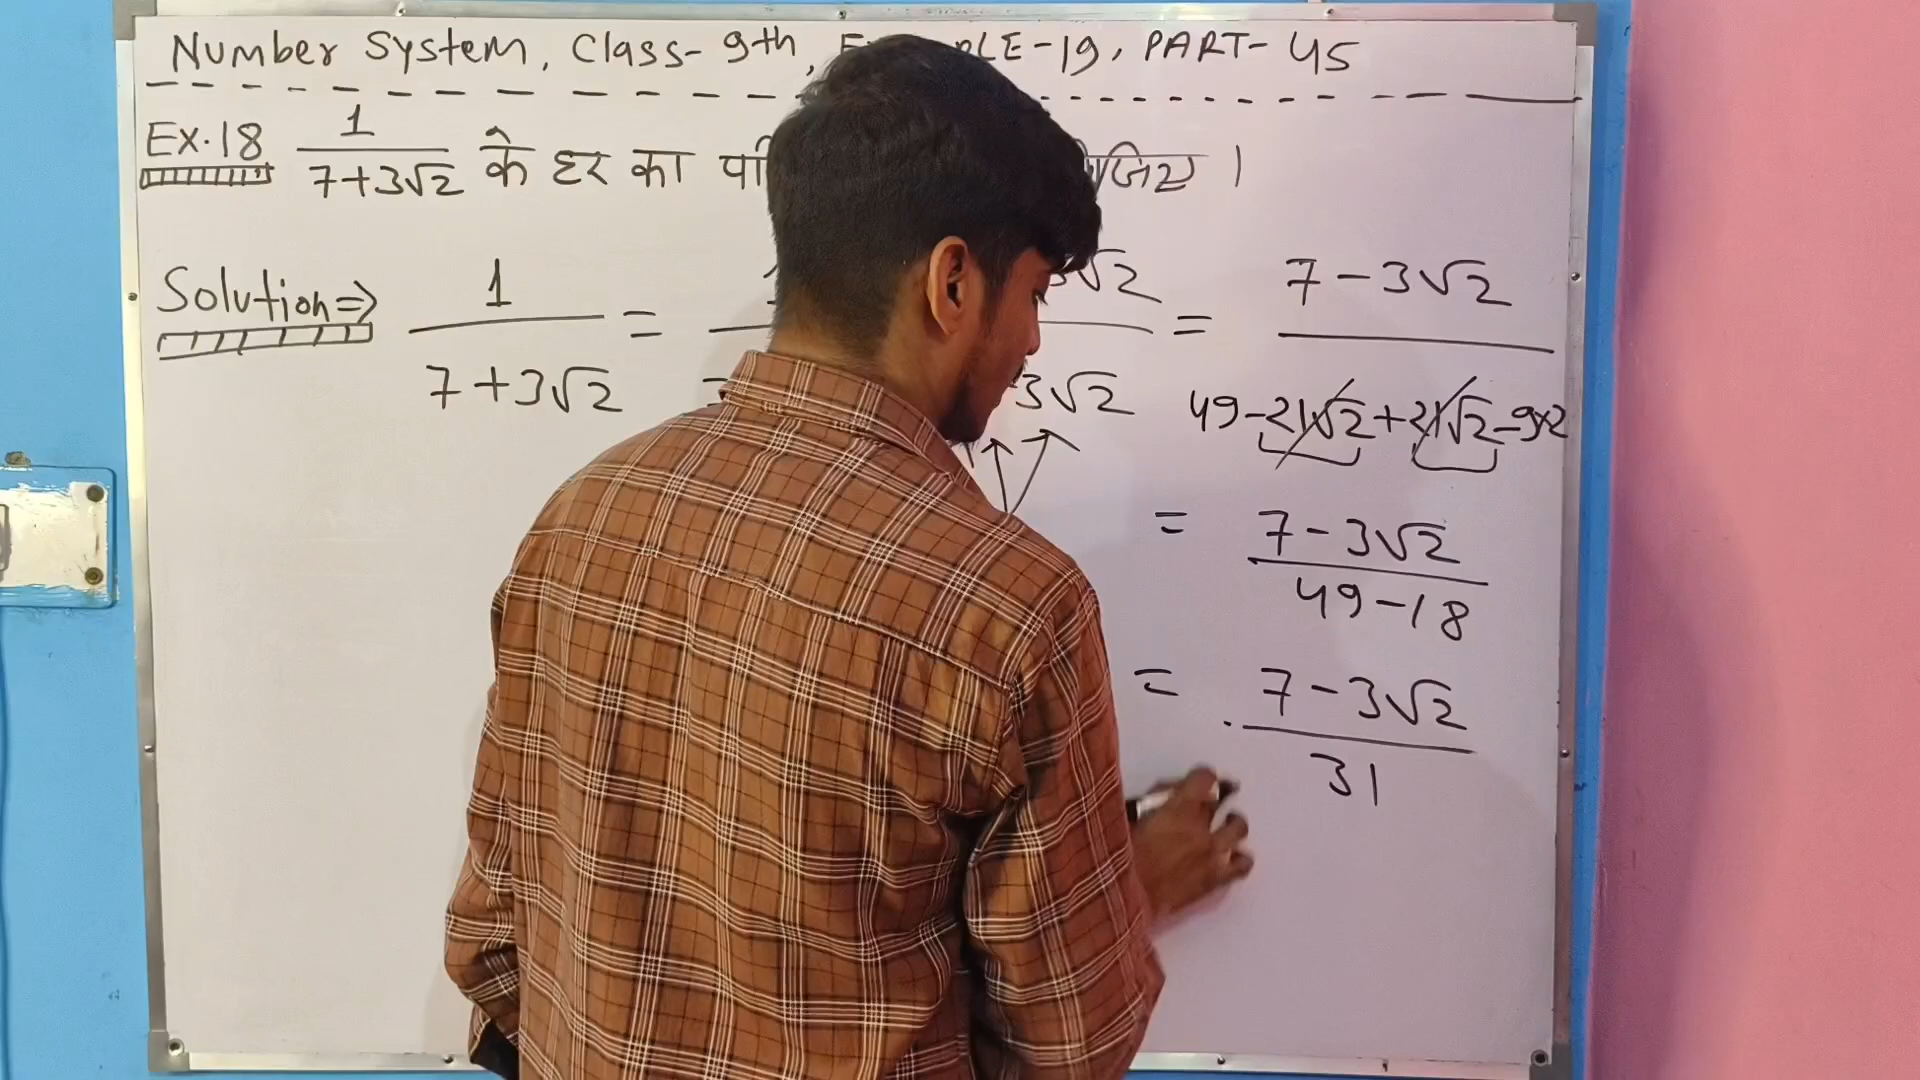 Number System, Class- 9th, -19, PART- 45
Ex.18 1/(7+3√2) के हर का
Solution⇒ 1/(7+3√2) = = (7-3√2)/(49-21√2+21√2-9×2)
= (7-3√2)/(49-18)
= (7-3√2)/31